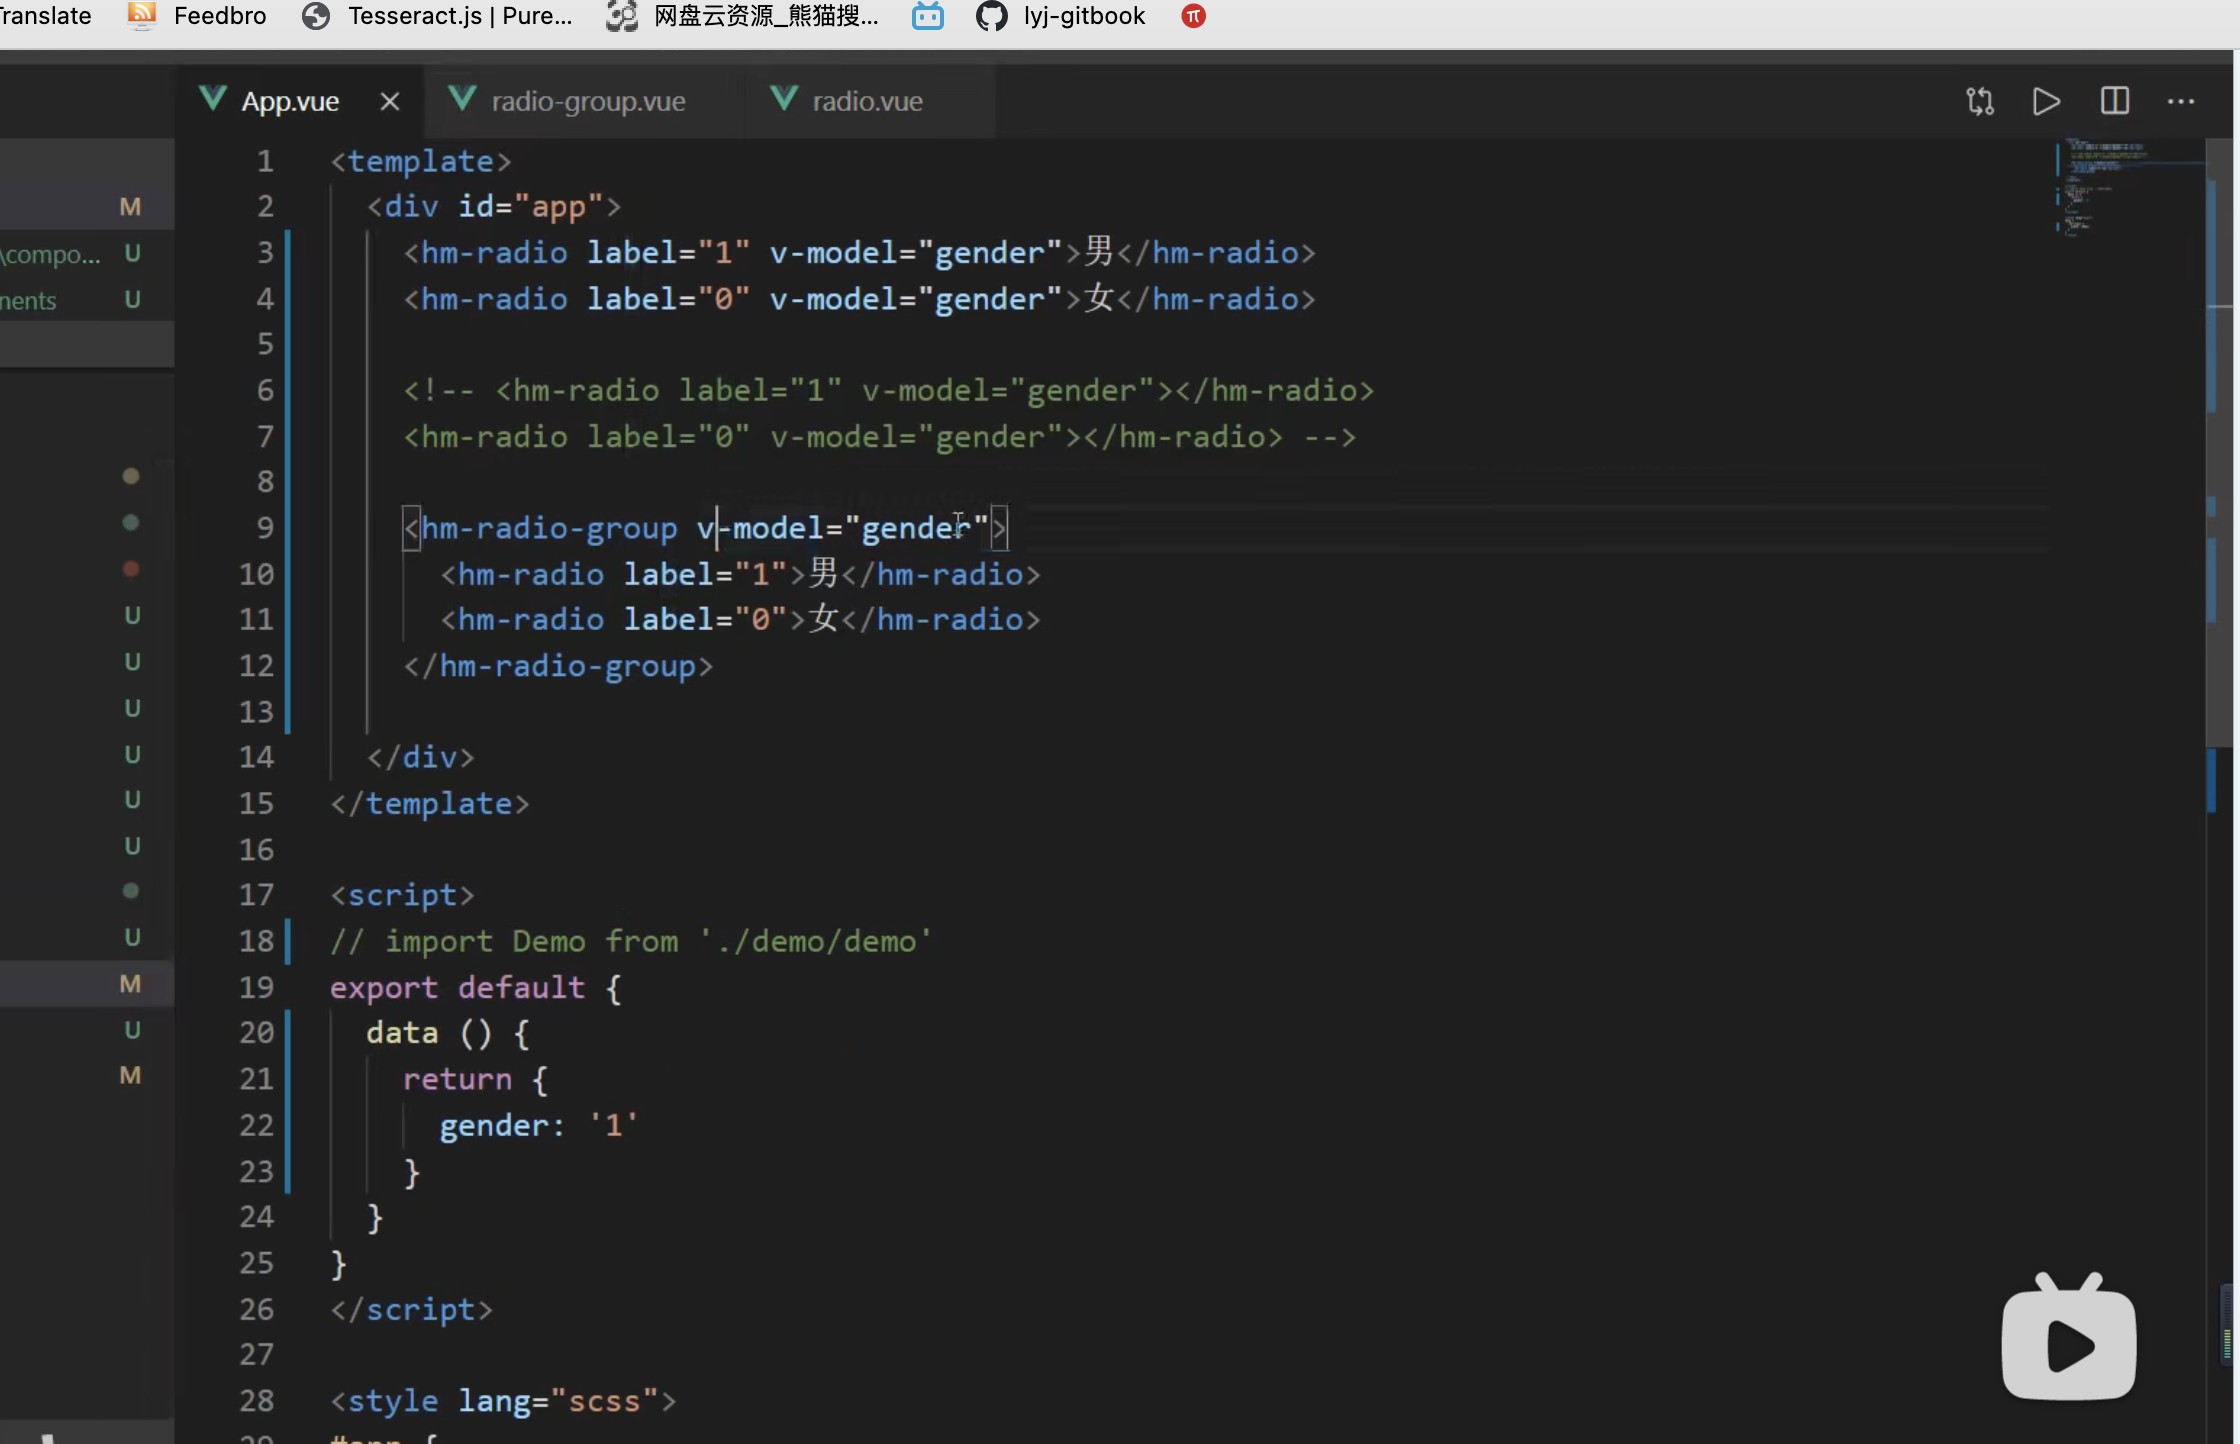 Translate Feedbro Tesseract.js | Pure... 网盘云资源_熊猫搜... lyj-gitbook
App.vue radio-group.vue radio.vue
M
\compo... U
nents U
U
U
U
U
U
U
U
M
U
M
1 <template>
2 <div id="app">
3 <hm-radio label="1" v-model="gender">男</hm-radio>
4 <hm-radio label="0" v-model="gender">女</hm-radio>
5
6 <!-- <hm-radio label="1" v-model="gender"></hm-radio>
7 <hm-radio label="0" v-model="gender"></hm-radio> -->
8
9 <hm-radio-group v-model="gender">
10 <hm-radio label="1">男</hm-radio>
11 <hm-radio label="0">女</hm-radio>
12 </hm-radio-group>
13
14 </div>
15 </template>
16
17 <script>
18 // import Demo from './demo/demo'
19 export default {
20 data () {
21 return {
22 gender: '1'
23 }
24 }
25 }
26 </script>
27
28 <style lang="scss">
29 #app {